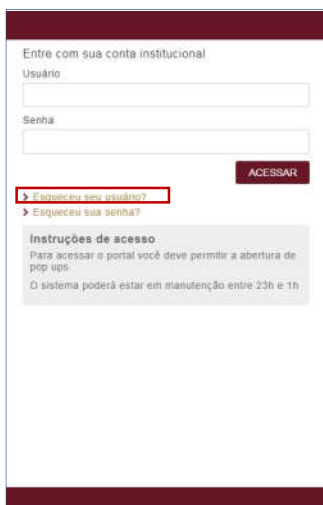 Entre com sua conta institucional
Usuário
Senha
ACESSAR
Esqueceu seu usuário?
Esqueceu sua senha?
Instruções de acesso
Para acessar o portal você deve permitir a abertura de
pop ups.
O sistema poderá estar em manutenção entre 23h e 1h